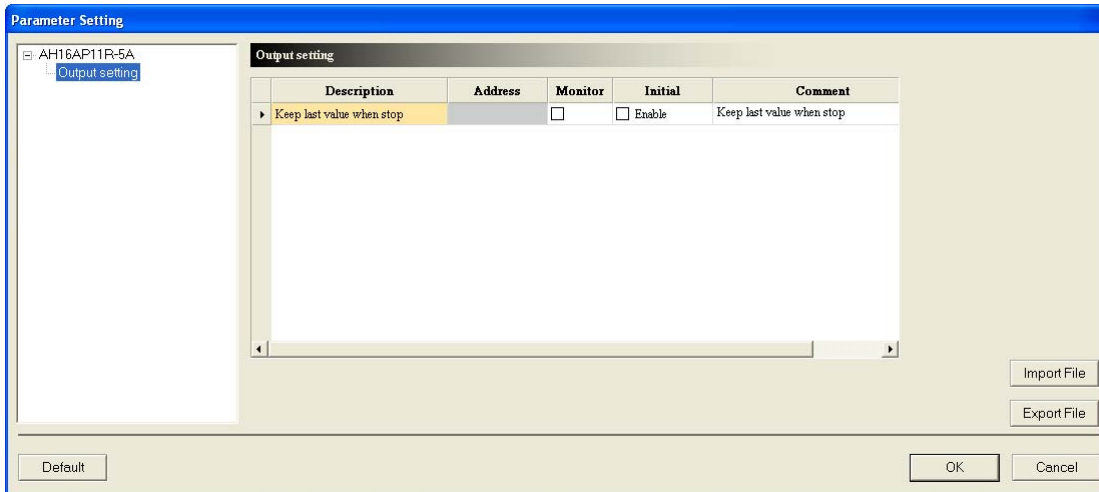 Parameter Setting
AH16AP11R-5A
Output setting
Output setting
Description Address Monitor Initial Comment
Keep last value when stop Enable Keep last value when stop
Import File
Export File
Default OK Cancel